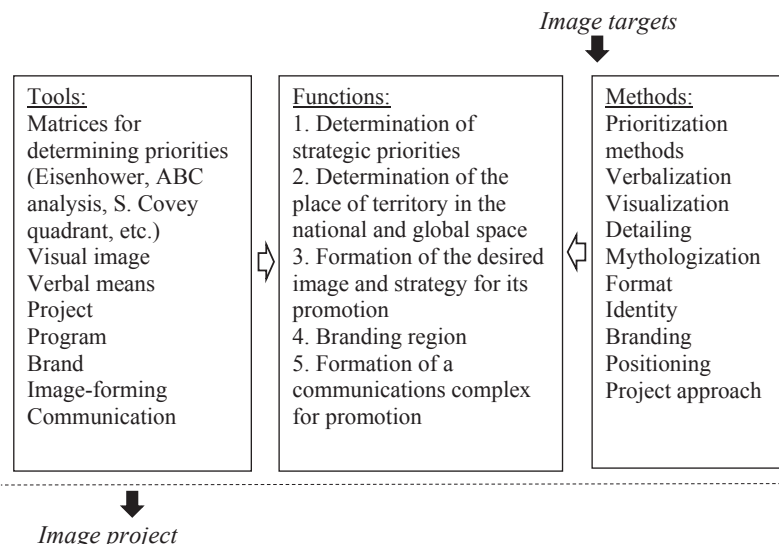 Image targets
Tools:
Matrices for
determining priorities
(Eisenhower, ABC
analysis, S. Covey
quadrant, etc.)
Visual image
Verbal means
Project
Program
Brand
Image-forming
Communication
Functions:
1. Determination of
strategic priorities
2. Determination of the
place of territory in the
national and global space
3. Formation of the desired
image and strategy for its
promotion
4. Branding region
5. Formation of a
communications complex
for promotion
Methods:
Prioritization
methods
Verbalization
Visualization
Detailing
Mythologization
Format
Identity
Branding
Positioning
Project approach
Image project